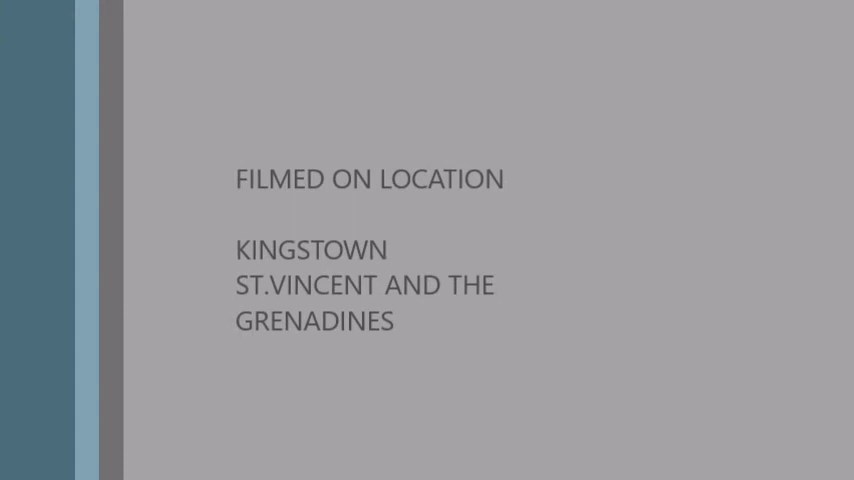 FILMED ON LOCATION
KINGSTOWN
ST.VINCENT AND THE
GRENADINES